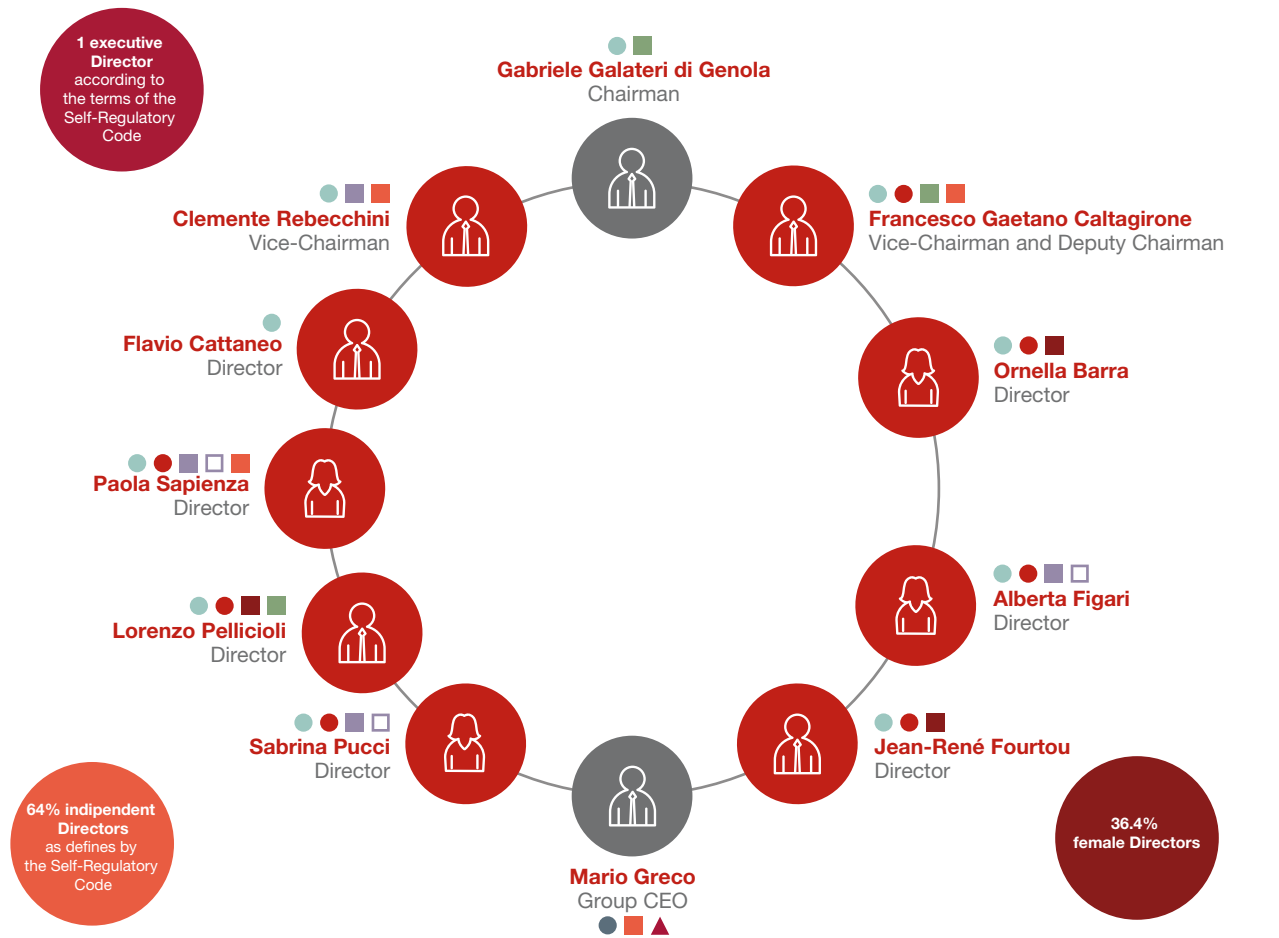 1 executive
Director
according to
the terms of the
Self-Regulatory
Code
Gabriele Galateri di Genola
Chairman
Clemente Rebecchini
Vice-Chairman
Francesco Gaetano Caltagirone
Vice-Chairman and Deputy Chairman
Flavio Cattaneo
Director
Ornella Barra
Director
Paola Sapienza
Director
Alberta Figari
Director
Lorenzo Pellicioli
Director
Sabrina Pucci
Director
Jean-René Fourtou
Director
64% indipendent
Directors
as defines by
the Self-Regulatory
Code
36.4%
female Directors
Mario Greco
Group CEO